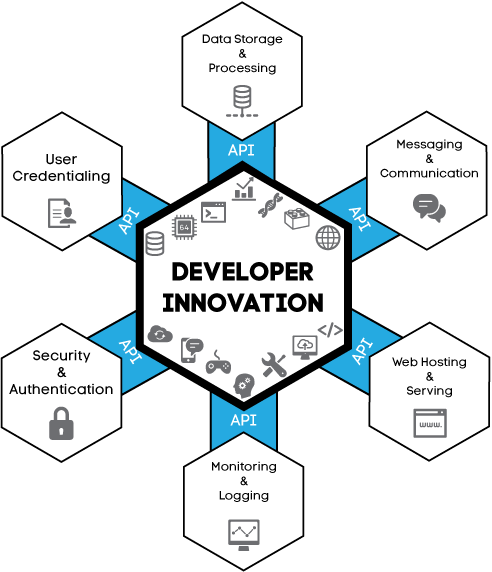 Data Storage
&
Processing
API
User
Credentialing
API
Messaging
&
Communication
API
64
DEVELOPER
INNOVATION
</>
Security
&
Authentication
API
Web Hosting
&
Serving
www.
API
API
Monitoring
&
Logging